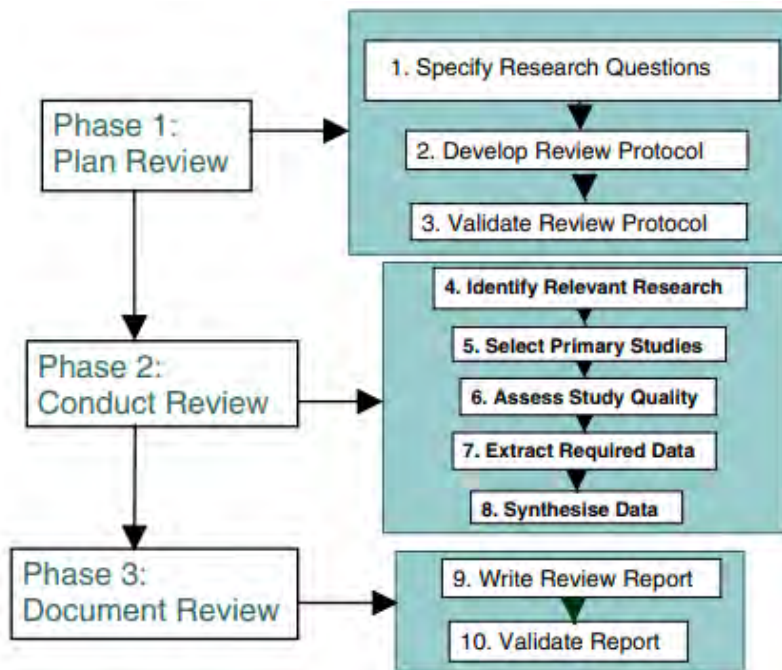 1. Specify Research Questions
Phase 1:
Plan Review
2. Develop Review Protocol
3. Validate Review Protocol
4. Identify Relevant Research
Phase 2:
Conduct Review
5. Select Primary Studies
6. Assess Study Quality
7. Extract Required Data
8. Synthesise Data
Phase 3:
Document Review
9. Write Review Report
10. Validate Report